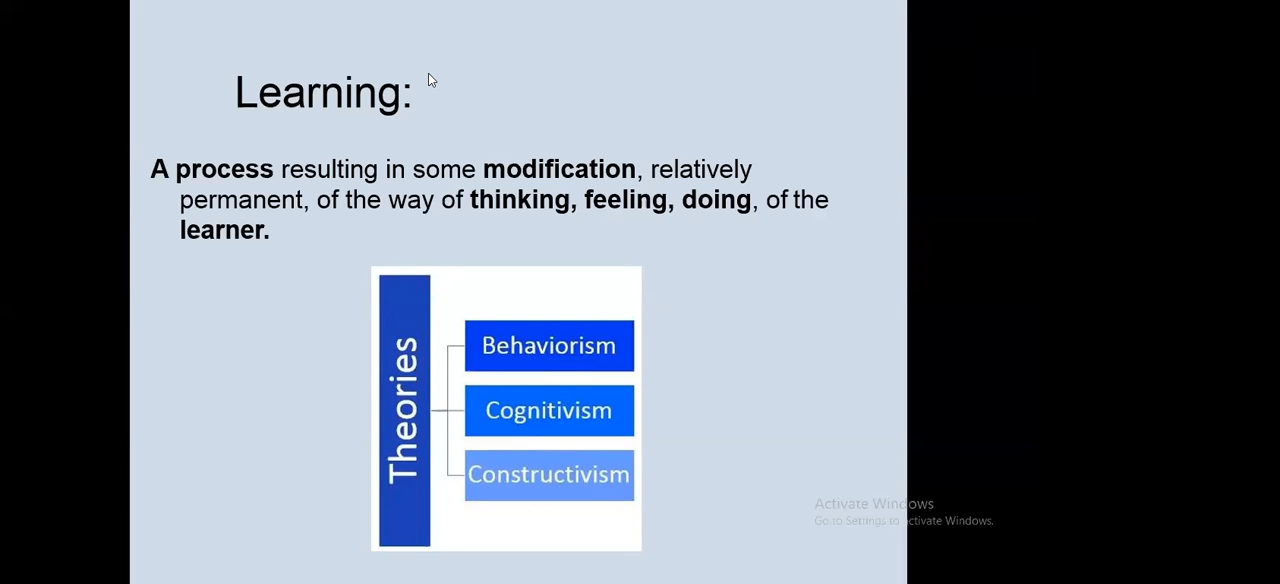 Learning:
A process resulting in some modification, relatively
permanent, of the way of thinking, feeling, doing, of the
learner.
Theories
Behaviorism
Cognitivism
Constructivism
Activate Windows
Go to Settings to activate Windows.